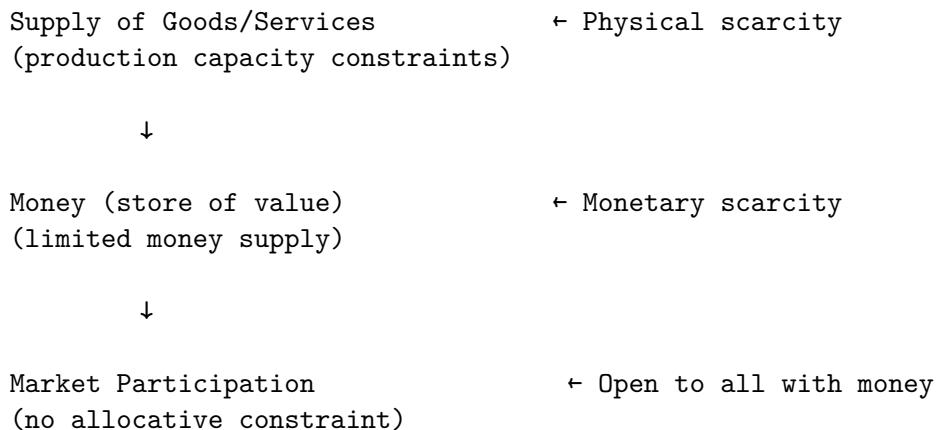 Supply of Goods/Services ← Physical scarcity
(production capacity constraints)
↓
Money (store of value) ← Monetary scarcity
(limited money supply)
↓
Market Participation ← Open to all with money
(no allocative constraint)